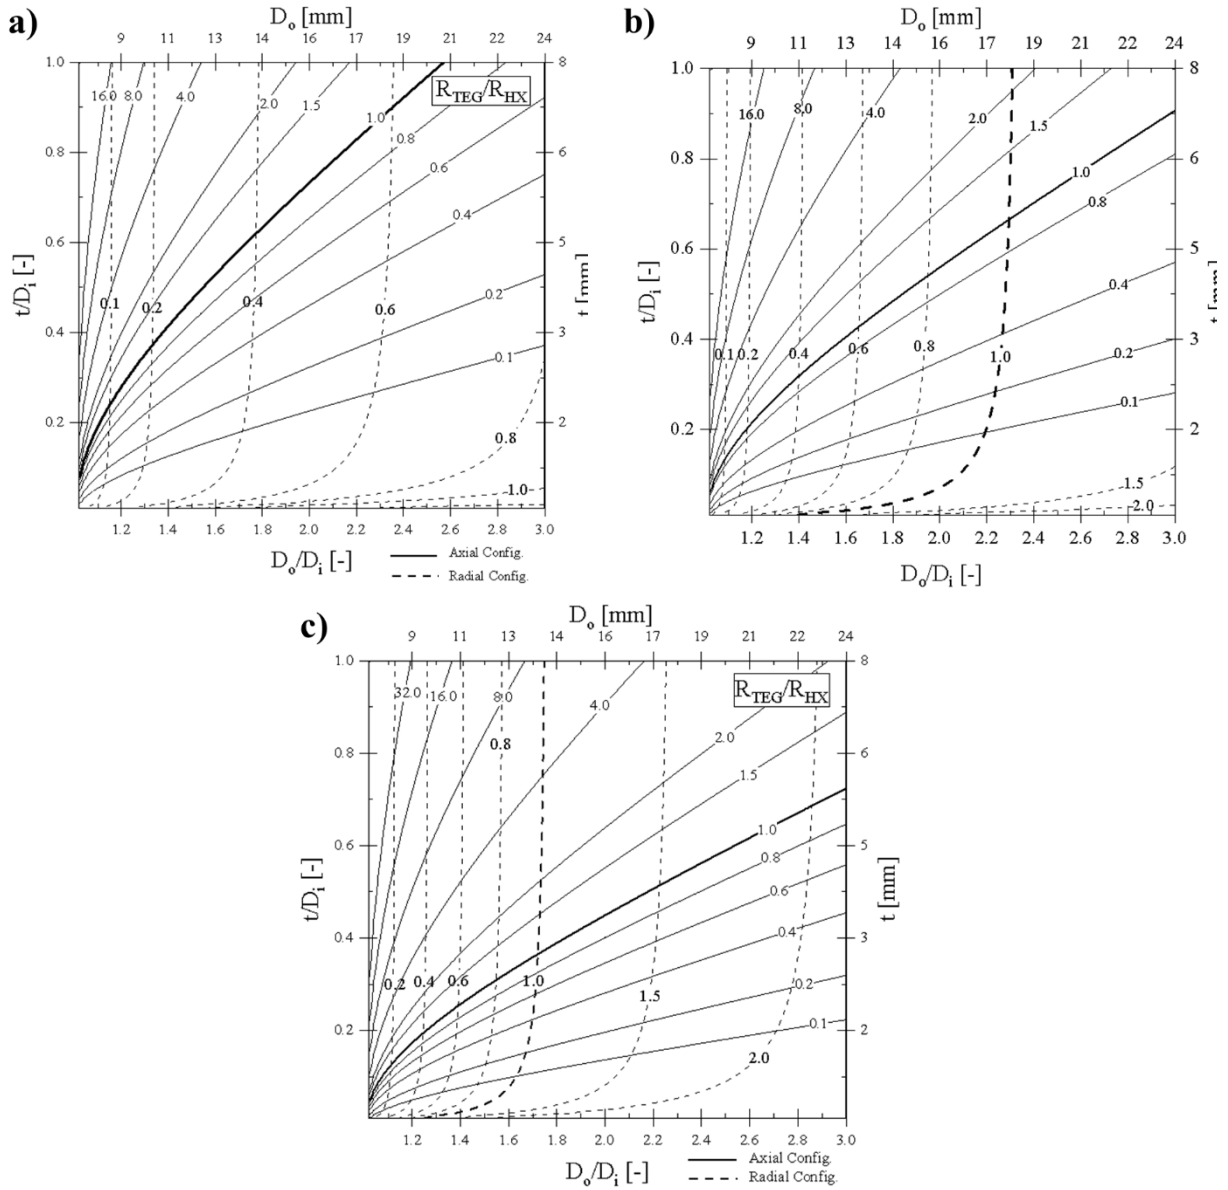 a)
D_o [mm]
9 11 13 14 16 17 19 21 22 24
1.0 8
16.0 8.0 4.0 2.0 1.5 1.0 0.8 0.6 0.4 0.2 0.1
R_TEG/R_HX
0.8 6
0.6 5
0.4 3
0.2 2
0.1 0.2 0.4 0.6 0.8 1.0
t/D_i [-]
t [mm]
1.2 1.4 1.6 1.8 2.0 2.2 2.4 2.6 2.8 3.0
D_o/D_i [-]
Axial Config.
Radial Config.
b)
D_o [mm]
9 11 13 14 16 17 19 21 22 24
1.0 8
16.0 8.0 4.0 2.0 1.5 1.0 0.8 0.4 0.2 0.1
0.8 6
0.6 5
0.4 3
0.2 2
0.1 0.2 0.4 0.6 0.8 1.0 1.5 2.0
t/D_i [-]
t [mm]
1.2 1.4 1.6 1.8 2.0 2.2 2.4 2.6 2.8 3.0
D_o/D_i [-]
c)
D_o [mm]
9 11 13 14 16 17 19 21 22 24
1.0 8
32.0 16.0 8.0 4.0 2.0 1.5 1.0 0.8 0.6 0.4 0.2 0.1
R_TEG/R_HX
0.8 6
0.6 5
0.4 3
0.2 2
0.2 0.4 0.6 0.8 1.0 1.5 2.0
t/D_i [-]
t [mm]
1.2 1.4 1.6 1.8 2.0 2.2 2.4 2.6 2.8 3.0
D_o/D_i [-]
Axial Config.
Radial Config.